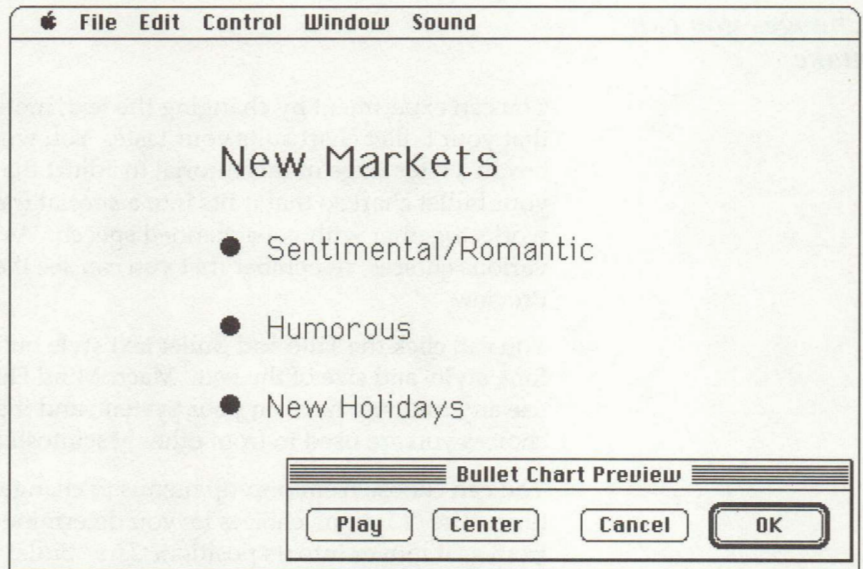 File Edit Control Window Sound
New Markets
• Sentimental/Romantic
• Humorous
• New Holidays
Bullet Chart Preview
Play Center Cancel OK